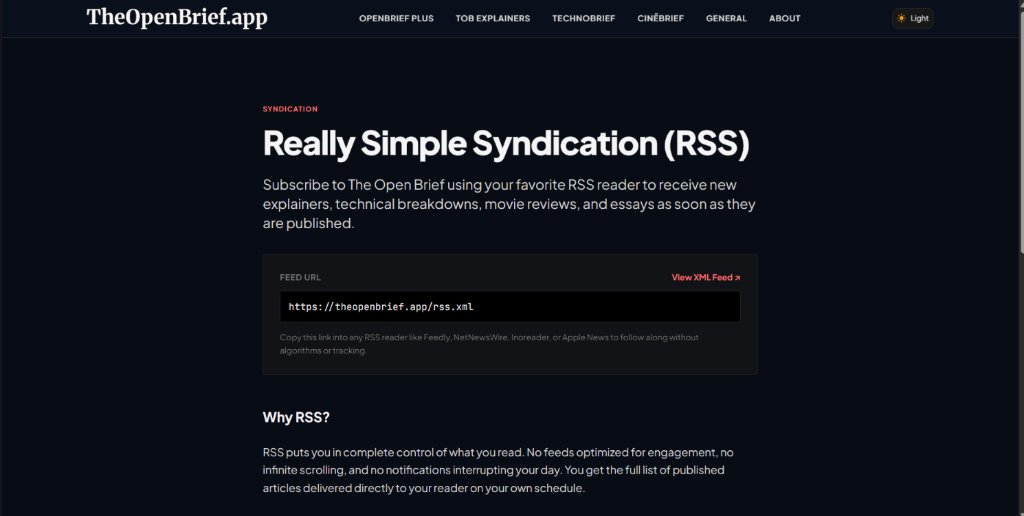 TheOpenBrief.app
OPENBRIEF PLUS
TOB EXPLAINERS
TECHNOBRIEF
CINÊBRIEF
GENERAL
ABOUT
Light
SYNDICATION
Really Simple Syndication (RSS)
Subscribe to The Open Brief using your favorite RSS reader to receive new
explainers, technical breakdowns, movie reviews, and essays as soon as they
are published.
FEED URL
View XML Feed ↗
https://theopenbrief.app/rss.xml
Copy this link into any RSS reader like Feedly, NetNewsWire, Inoreader, or Apple News to follow along without
algorithms or tracking.
Why RSS?
RSS puts you in complete control of what you read. No feeds optimized for engagement, no
infinite scrolling, and no notifications interrupting your day. You get the full list of published
articles delivered directly to your reader on your own schedule.